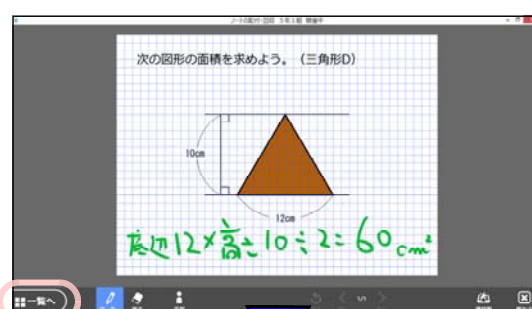 ノートの配付・回収 5年1組 授業中
次の図形の面積を求めよう。（三角形D）
10cm
12cm
底辺12×高さ10÷2=60cm²
一覧へ